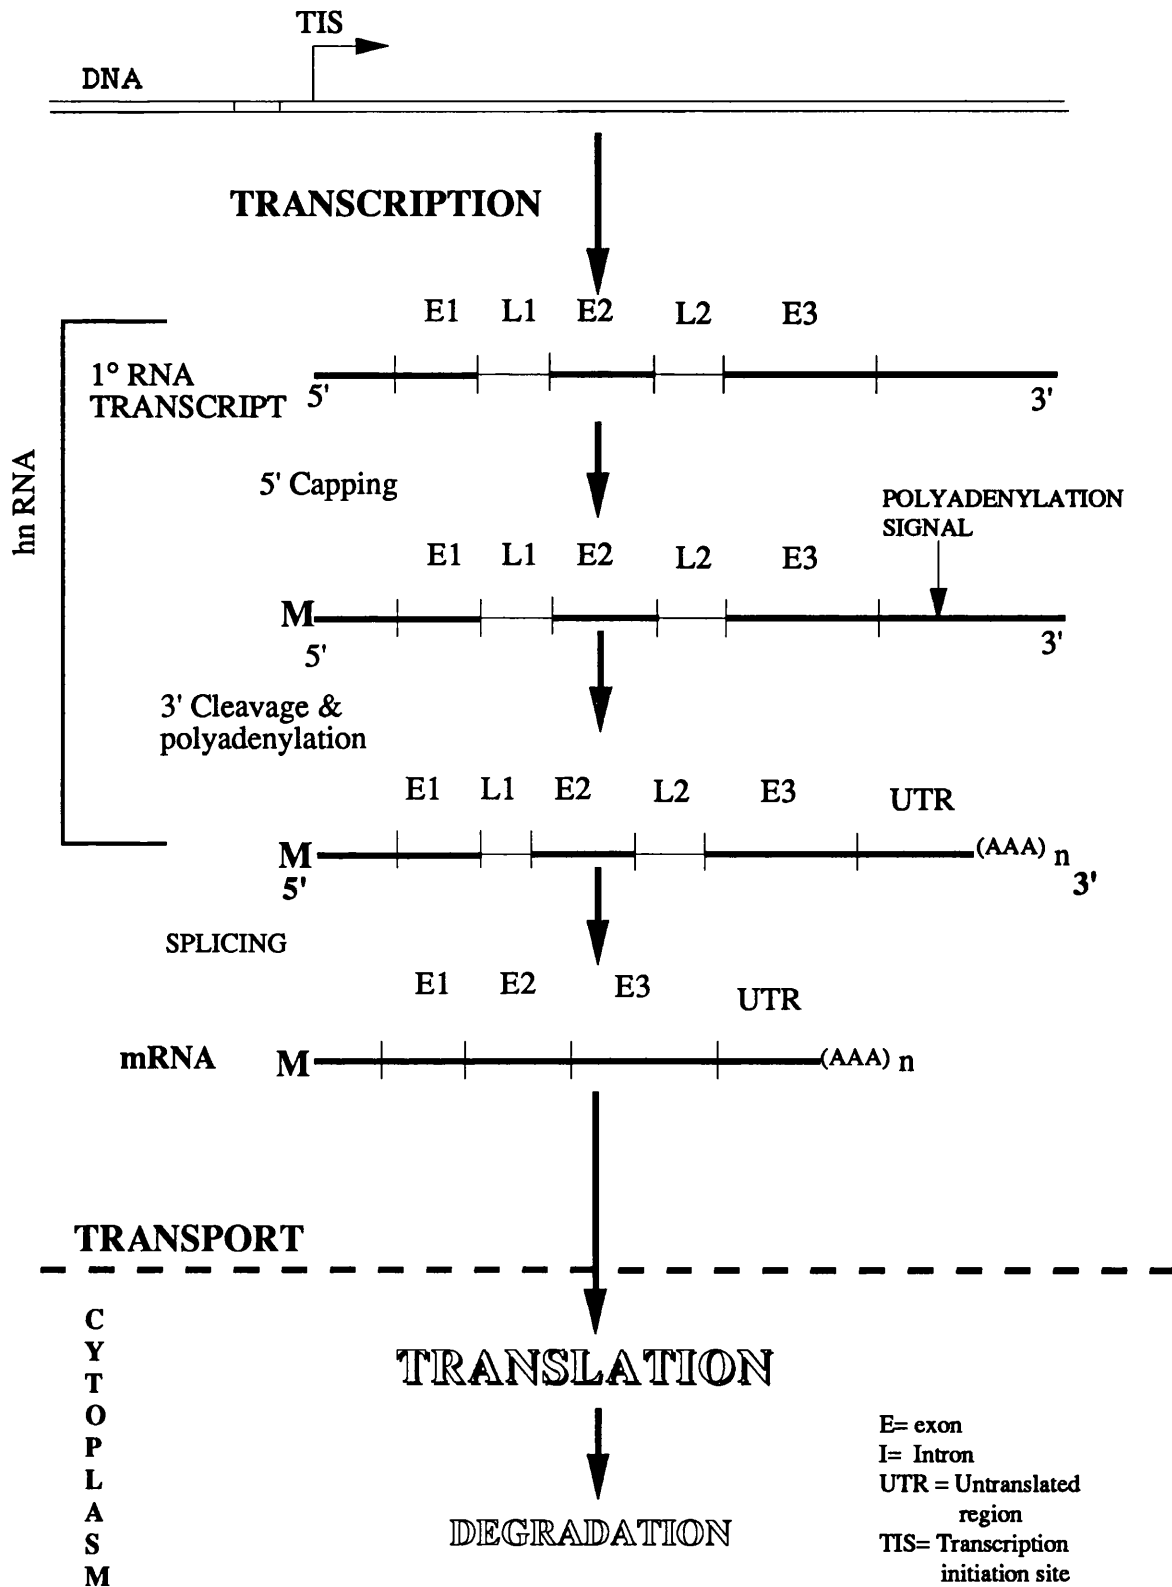 TIS
DNA
TRANSCRIPTION
E1 L1 E2 L2 E3
1° RNA
TRANSCRIPT
5' 3'
hn RNA
5' Capping
POLYADENYLATION
SIGNAL
E1 L1 E2 L2 E3
M
5' 3'
3' Cleavage &
polyadenylation
E1 L1 E2 L2 E3 UTR
M (AAA) n
5' 3'
SPLICING
E1 E2 E3 UTR
mRNA M (AAA) n
TRANSPORT
CYTOPLASM
TRANSLATION
DEGRADATION
E= exon
I= Intron
UTR = Untranslated
region
TIS= Transcription
initiation site